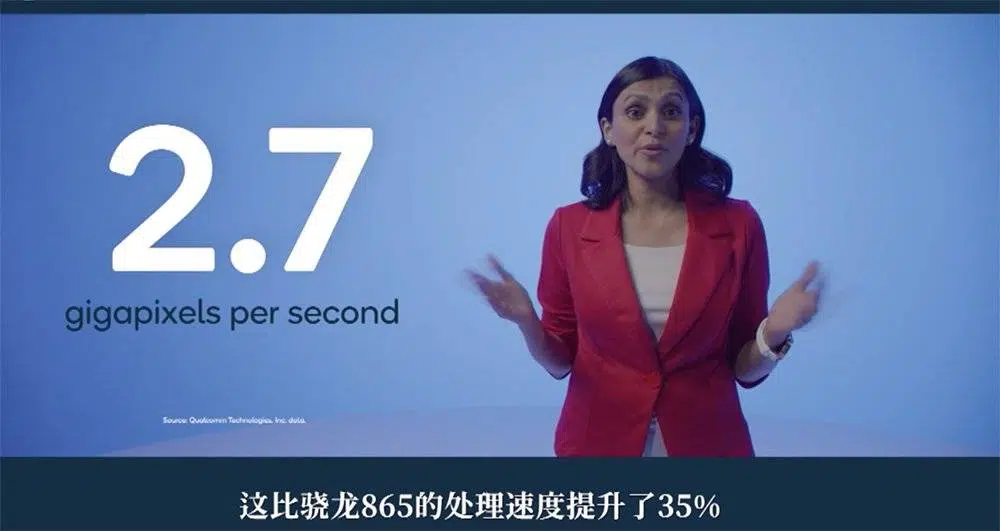 2.7
gigapixels per second
Source: Qualcomm Technologies, Inc. data.
这比骁龙865的处理速度提升了35%